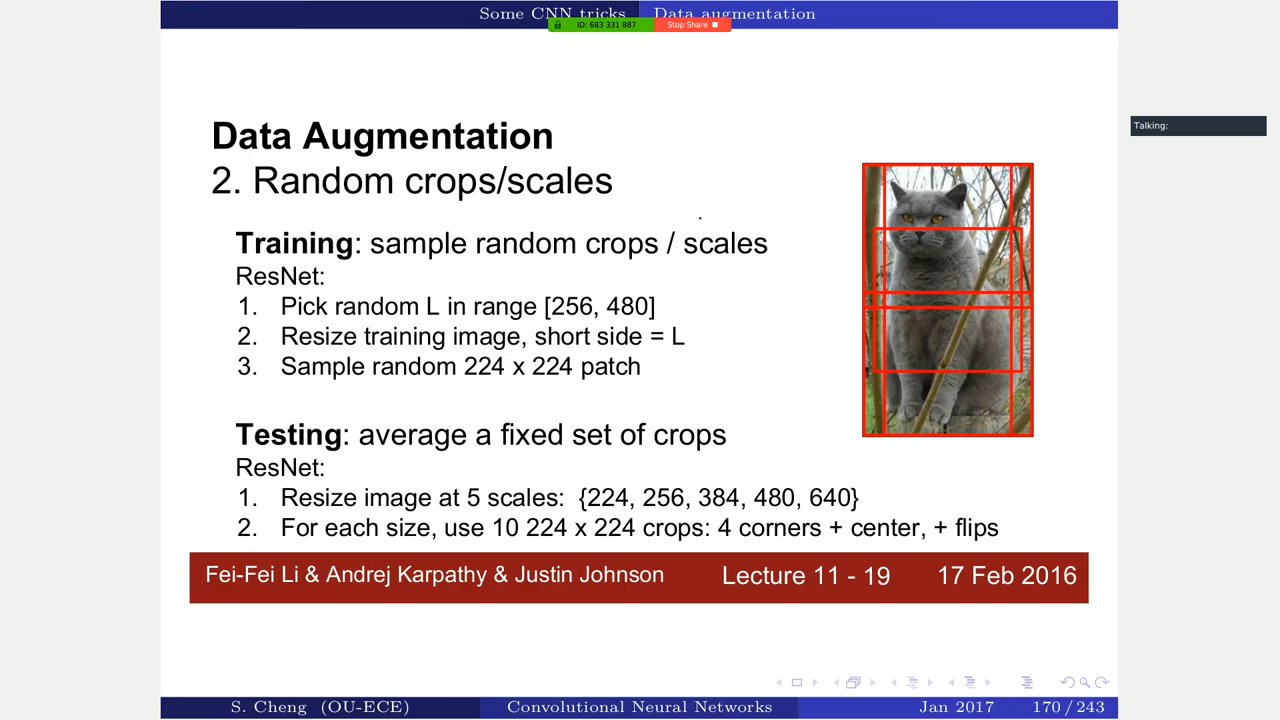 Some CNN tricks Data augmentation
ID: 683 331 887 Stop Share
Talking:
Data Augmentation
2. Random crops/scales
Training: sample random crops / scales
ResNet:
1. Pick random L in range [256, 480]
2. Resize training image, short side = L
3. Sample random 224 x 224 patch
Testing: average a fixed set of crops
ResNet:
1. Resize image at 5 scales: {224, 256, 384, 480, 640}
2. For each size, use 10 224 x 224 crops: 4 corners + center, + flips
Fei-Fei Li & Andrej Karpathy & Justin Johnson Lecture 11 - 19 17 Feb 2016
S. Cheng (OU-ECE) Convolutional Neural Networks Jan 2017 170 / 243